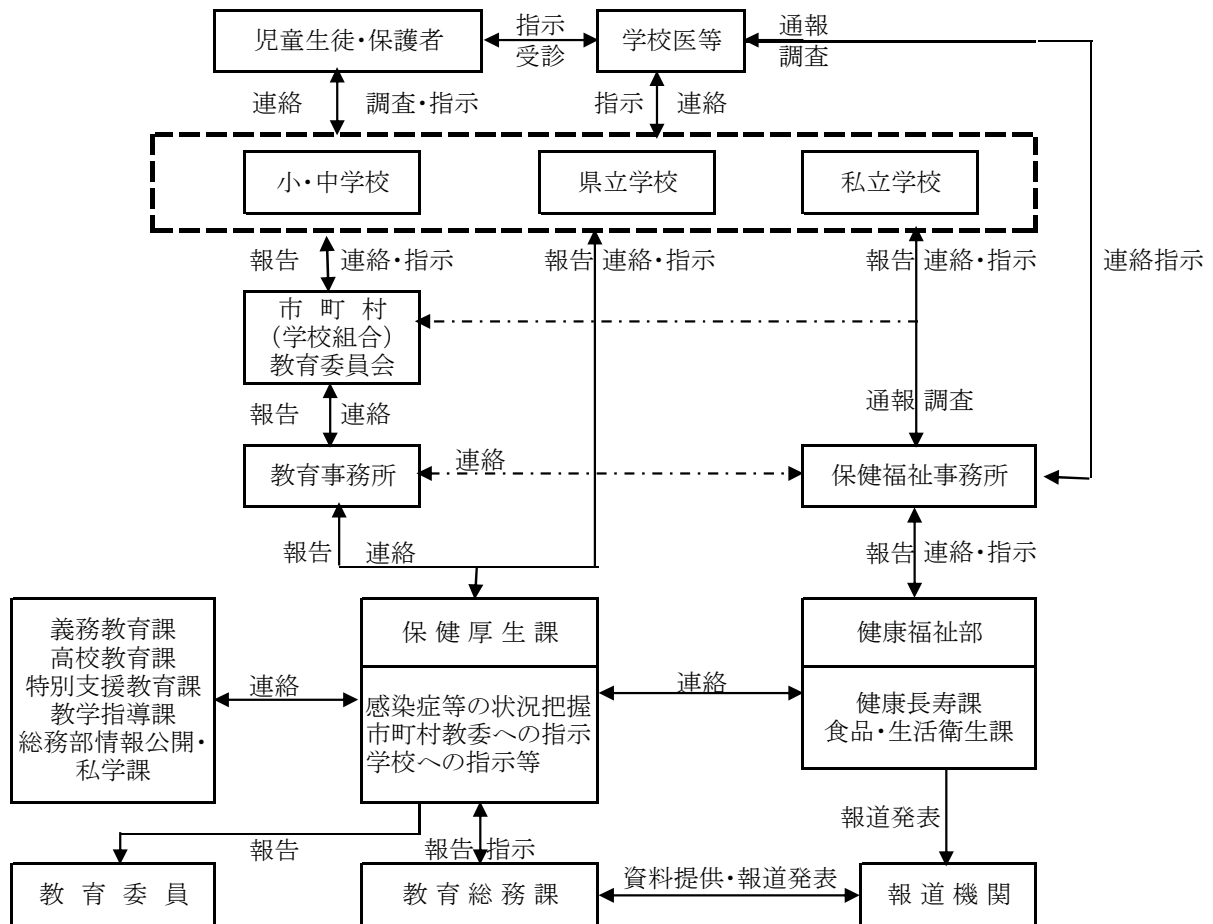 児童生徒・保護者
指示
受診
学校医等
通報
調査
連絡
調査・指示
指示
連絡
小・中学校
県立学校
私立学校
報告
連絡・指示
報告
連絡・指示
報告
連絡・指示
連絡指示
市町村
(学校組合)
教育委員会
報告
連絡
通報
調査
教育事務所
連絡
保健福祉事務所
報告
連絡
報告
連絡・指示
義務教育課
高校教育課
特別支援教育課
教学指導課
総務部情報公開・
私学課
連絡
保健厚生課
感染症等の状況把握
市町村教委への指示
学校への指示等
連絡
健康福祉部
健康長寿課
食品・生活衛生課
報道発表
報告
報告
指示
教育委員
教育総務課
資料提供・報道発表
報道機関